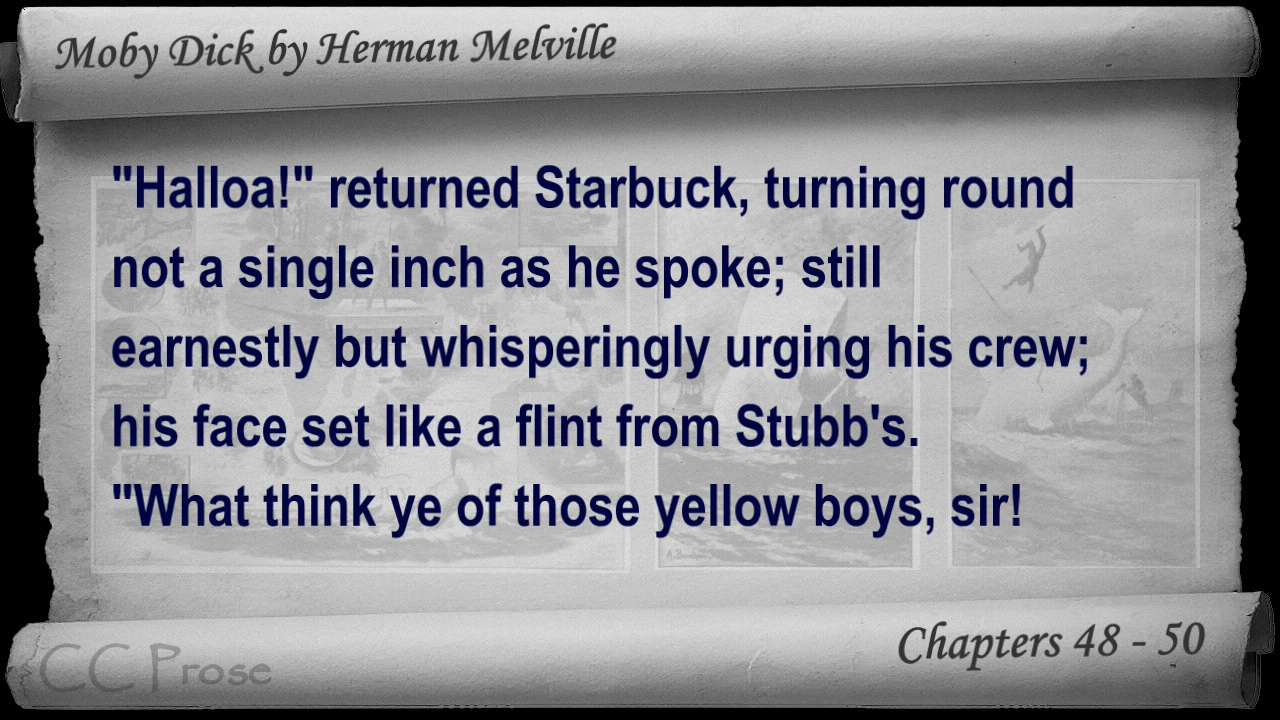 Moby Dick by Herman Melville
"Halloa!" returned Starbuck, turning round
not a single inch as he spoke; still
earnestly but whisperingly urging his crew;
his face set like a flint from Stubb's.
"What think ye of those yellow boys, sir!
Chapters 48 - 50
CC Prose